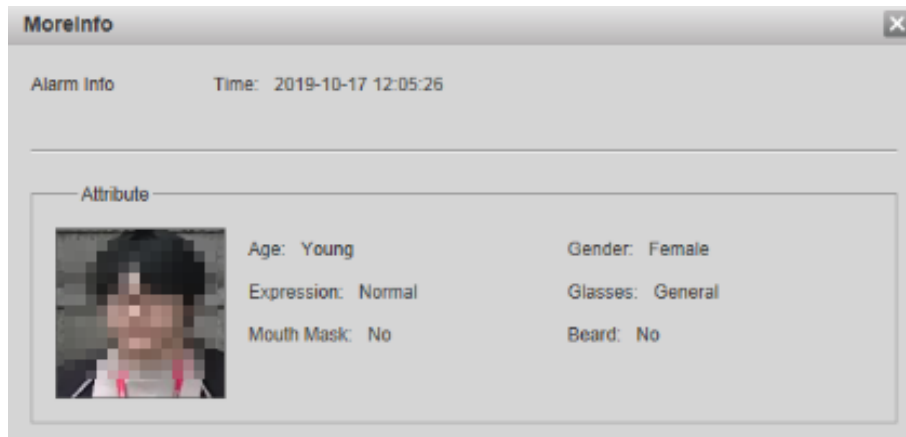 MoreInfo
Alarm Info Time: 2019-10-17 12:05:26
Attribute
Age: Young Gender: Female
Expression: Normal Glasses: General
Mouth Mask: No Beard: No